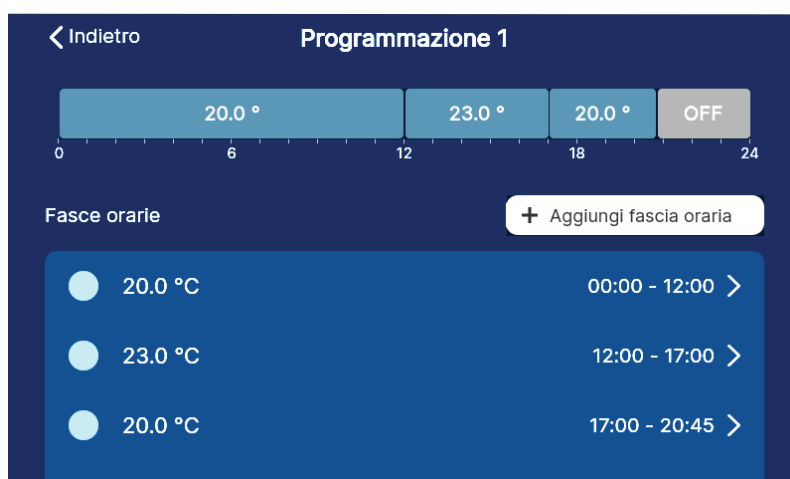 Indietro
Programmazione 1
20.0 ° 23.0 ° 20.0 ° OFF
0 6 12 18 24
Fasce orarie
+ Aggiungi fascia oraria
20.0 °C 00:00 - 12:00
23.0 °C 12:00 - 17:00
20.0 °C 17:00 - 20:45